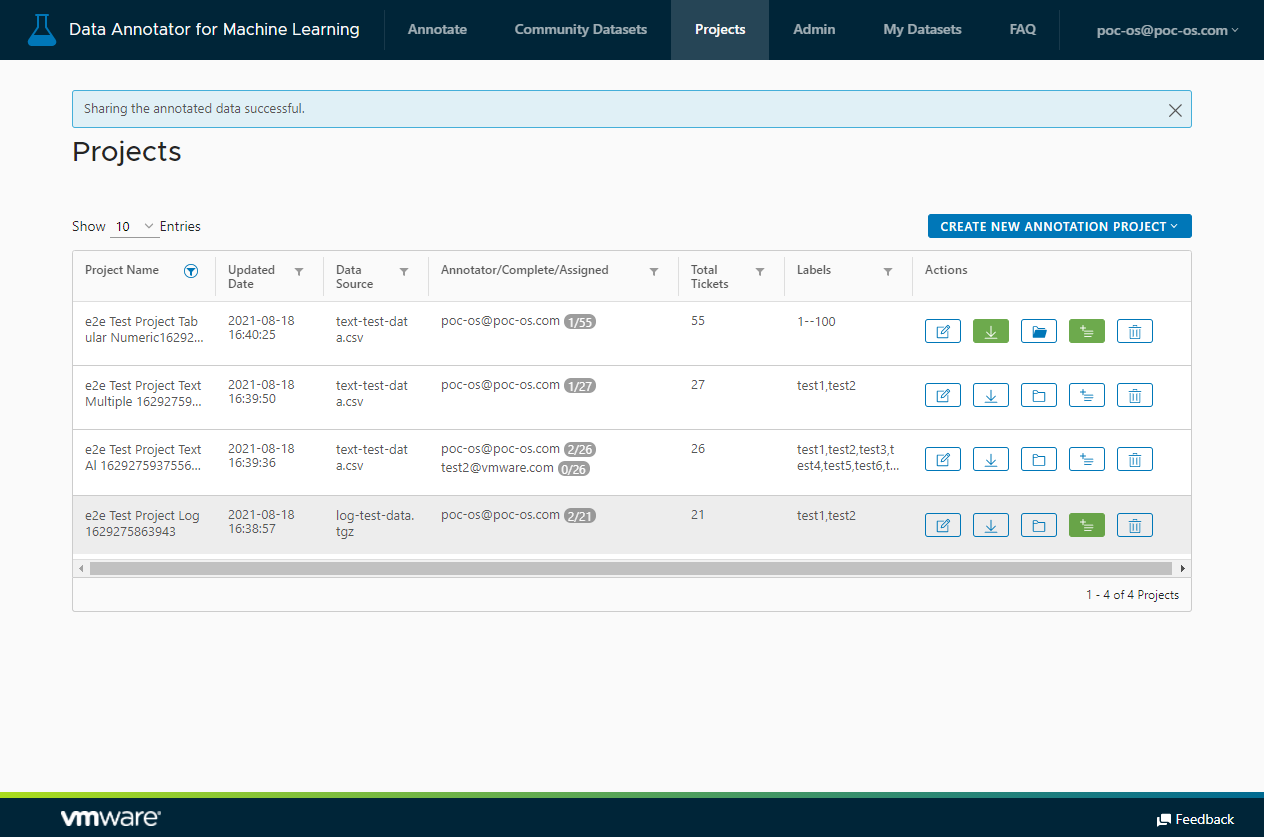 Data Annotator for Machine Learning
Annotate
Community Datasets
Projects
Admin
My Datasets
FAQ
poc-os@poc-os.com
Sharing the annotated data successful.
Projects
Show 10 Entries
CREATE NEW ANNOTATION PROJECT
Project Name
Updated
Date
Data
Source
Annotator/Complete/Assigned
Total
Tickets
Labels
Actions
e2e Test Project Tab
ular Numeric16292...
2021-08-18
16:40:25
text-test-dat
a.csv
poc-os@poc-os.com 1/55
55
1--100
e2e Test Project Text
Multiple 16292759...
2021-08-18
16:39:50
text-test-dat
a.csv
poc-os@poc-os.com 1/27
27
test1,test2
e2e Test Project Text
Al 1629275937556...
2021-08-18
16:39:36
text-test-dat
a.csv
poc-os@poc-os.com 2/26
test2@vmware.com 0/26
26
test1,test2,test3,t
est4,test5,test6,t...
e2e Test Project Log
1629275863943
2021-08-18
16:38:57
log-test-data.
tgz
poc-os@poc-os.com 2/21
21
test1,test2
1 - 4 of 4 Projects
vmware
Feedback